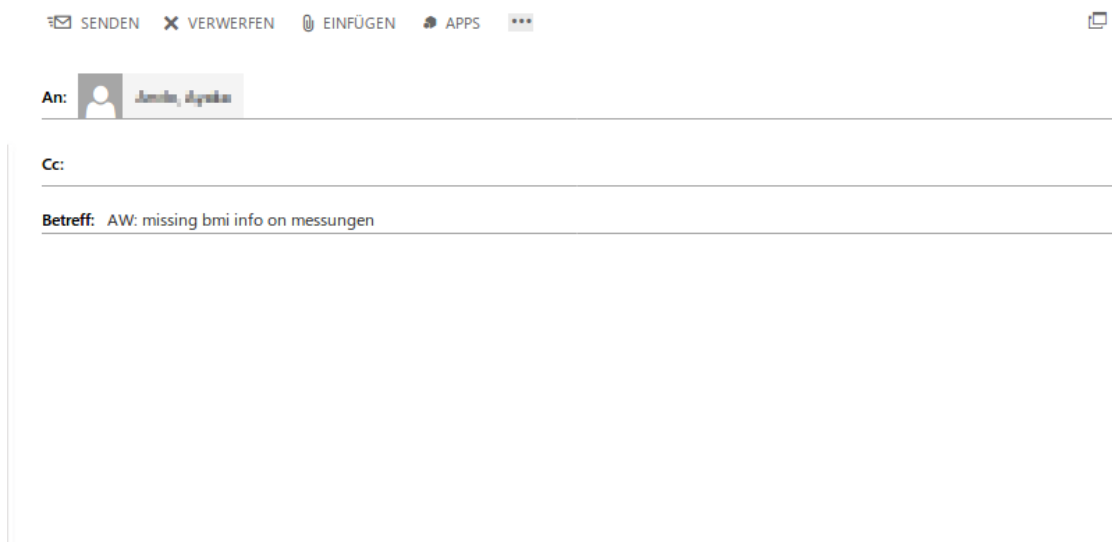 SENDEN VERWERFEN EINFÜGEN APPS •••
An:
Cc:
Betreff: AW: missing bmi info on messungen